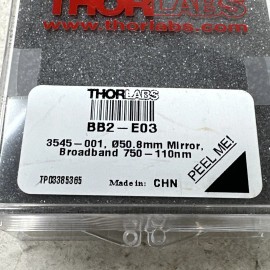 THORLABS
www.thorlabs.com
THORLABS
BB2-E03
3545-001, Ø50.8mm Mirror,
Broadband 750-110nm
PEEL ME!
TP03385365
Made in: CHN